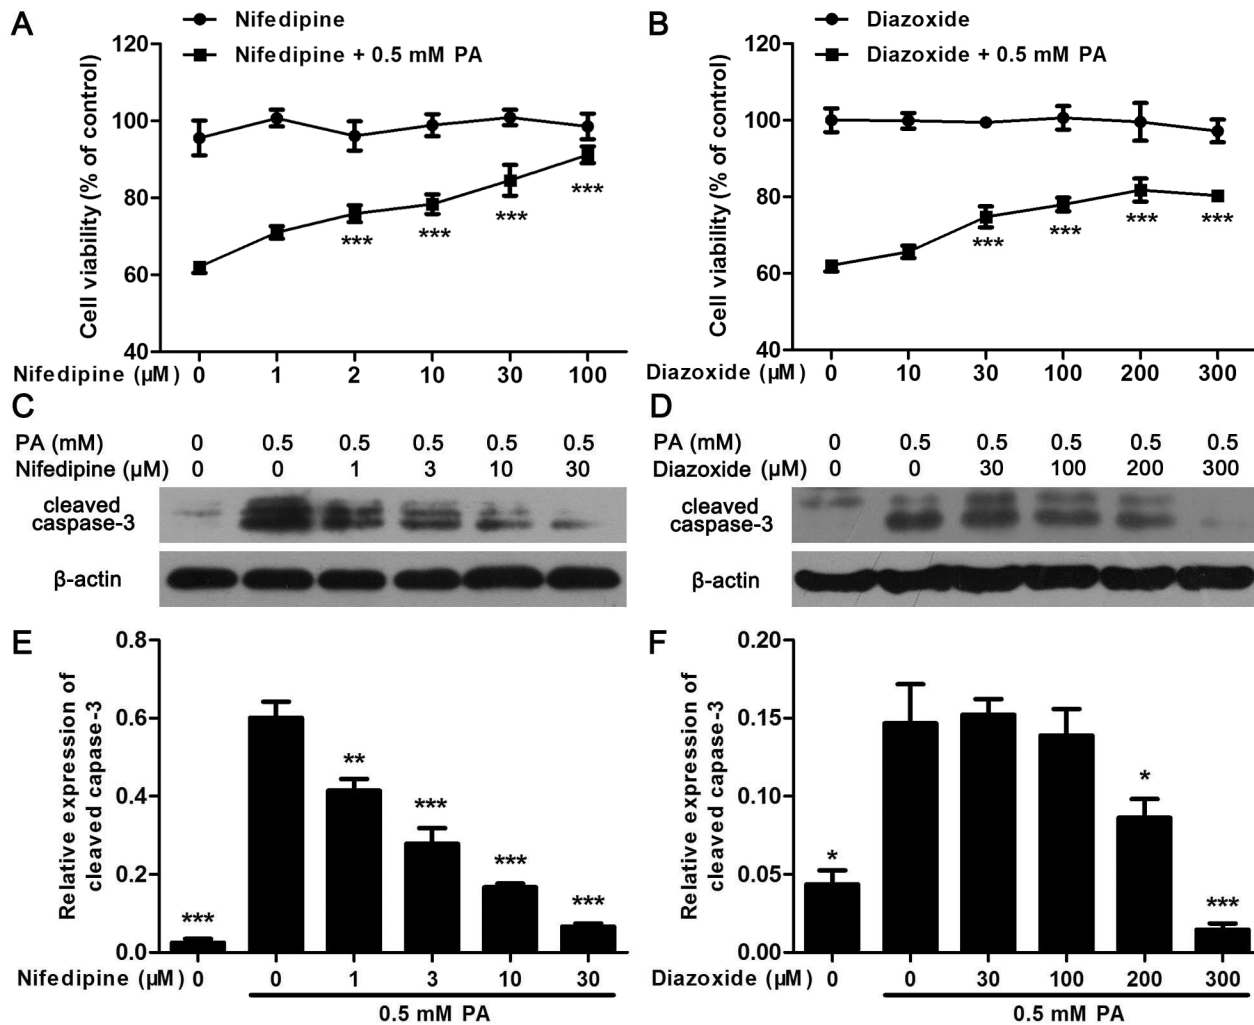 A
Nifedipine
Nifedipine + 0.5 mM PA
Cell viability (% of control)
120
100
80
60
40
***
***
***
***
Nifedipine (µM) 0 1 2 10 30 100
B
Diazoxide
Diazoxide + 0.5 mM PA
Cell viability (% of control)
120
100
80
60
40
***
***
***
***
Diazoxide (µM) 0 10 30 100 200 300
C
PA (mM) 0 0.5 0.5 0.5 0.5 0.5
Nifedipine (µM) 0 0 1 3 10 30
cleaved
caspase-3
β-actin
D
PA (mM) 0 0.5 0.5 0.5 0.5 0.5
Diazoxide (µM) 0 0 30 100 200 300
cleaved
caspase-3
β-actin
E
Relative expression of
cleaved capase-3
0.8
0.6
0.4
0.2
0.0
***
**
***
***
***
Nifedipine (µM) 0 0 1 3 10 30
0.5 mM PA
F
Relative expression of
cleaved capase-3
0.20
0.15
0.10
0.05
0.00
*
*
***
Diazoxide (µM) 0 0 30 100 200 300
0.5 mM PA